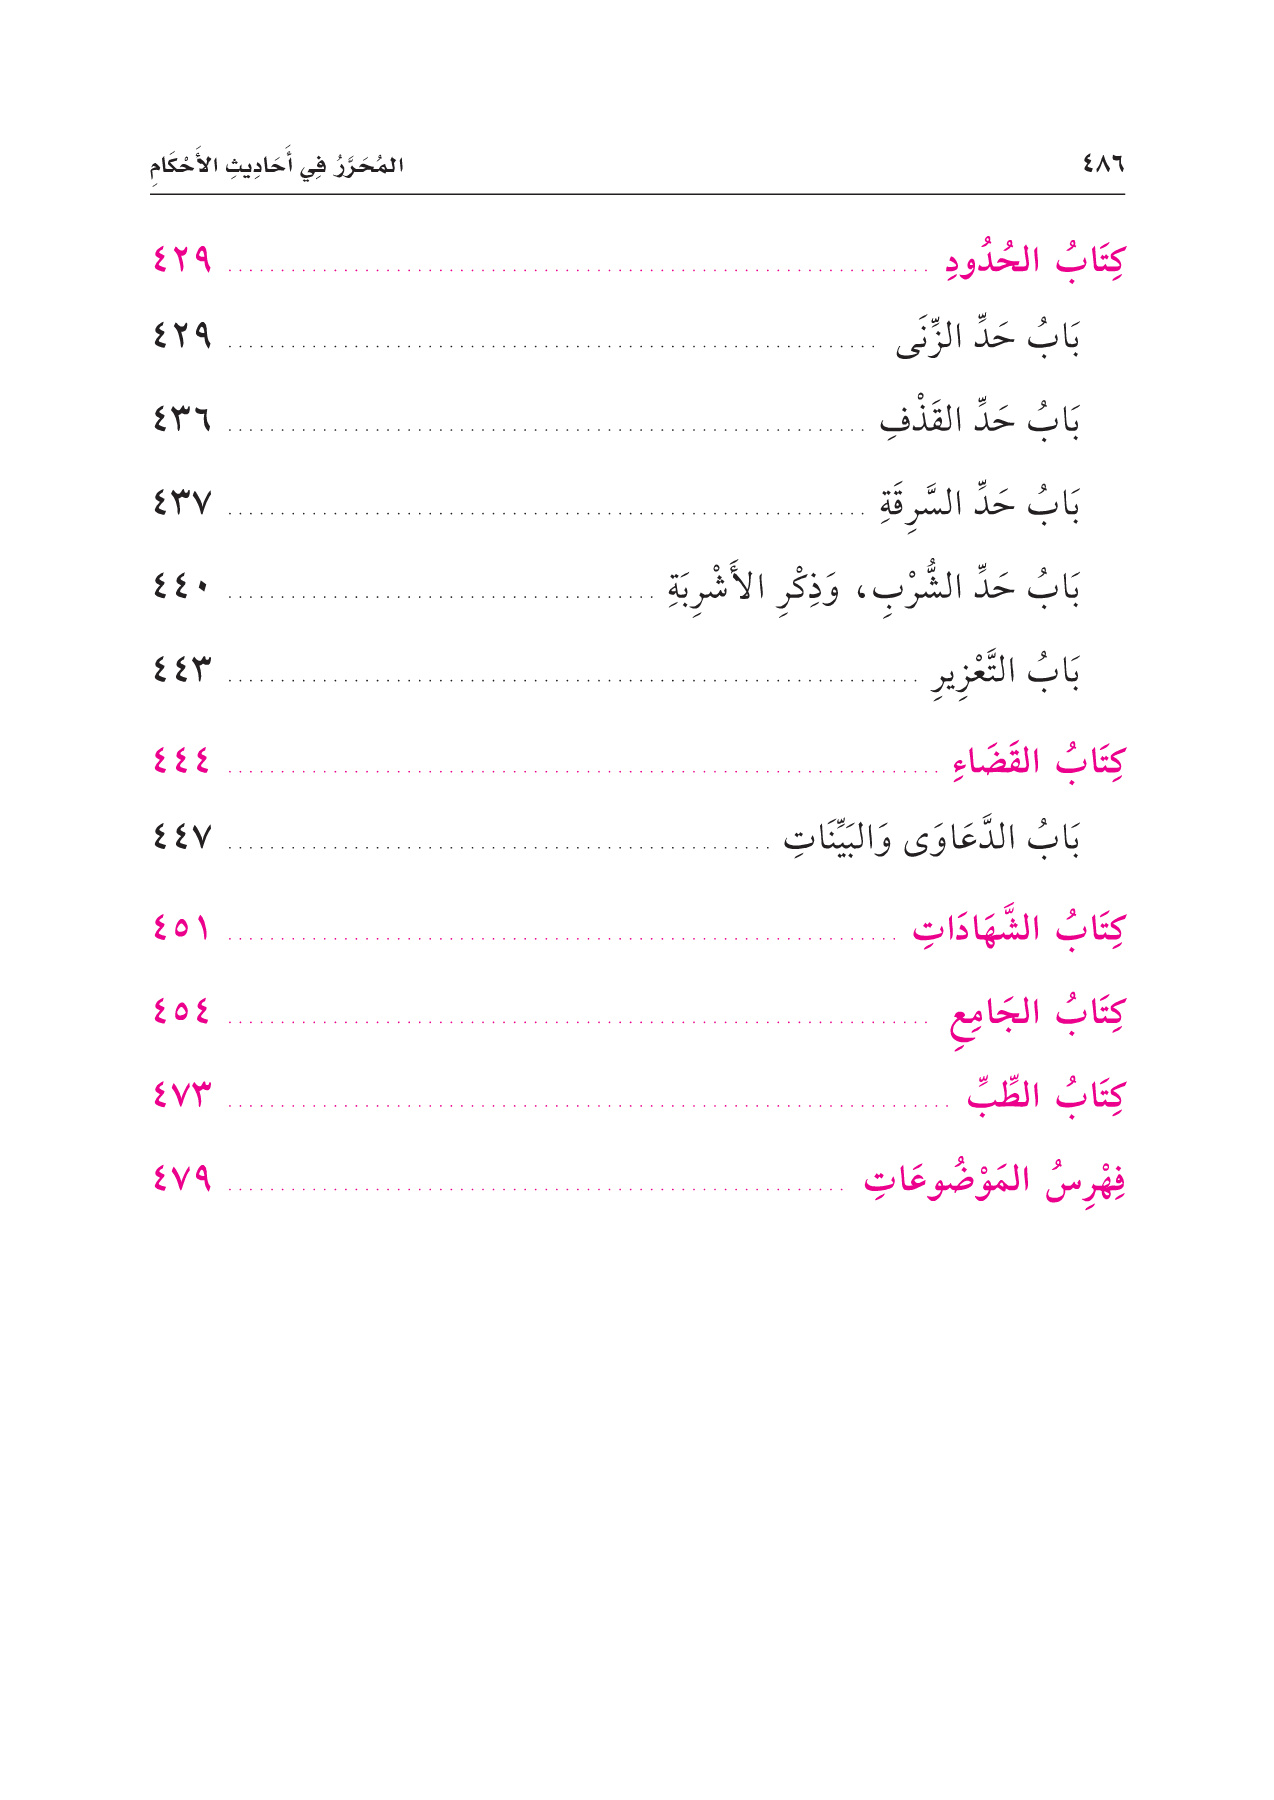 ٤٨٦ المُحَرَّرُ فِي أَحَادِيثِ الأَحْكَامِ
كِتَابُ الحُدُودِ ٤٢٩
بَابُ حَدِّ الزِّنَى ٤٢٩
بَابُ حَدِّ القَذْفِ ٤٣٦
بَابُ حَدِّ السَّرِقَةِ ٤٣٧
بَابُ حَدِّ الشُّرْبِ، وَذِكْرِ الأَشْرِبَةِ ٤٤٠
بَابُ التَّعْزِيرِ ٤٤٣
كِتَابُ القَضَاءِ ٤٤٤
بَابُ الدَّعَاوَى وَالبَيِّنَاتِ ٤٤٧
كِتَابُ الشَّهَادَاتِ ٤٥١
كِتَابُ الجَامِعِ ٤٥٤
كِتَابُ الطِّبِّ ٤٧٣
فِهْرِسُ المَوْضُوعَاتِ ٤٧٩